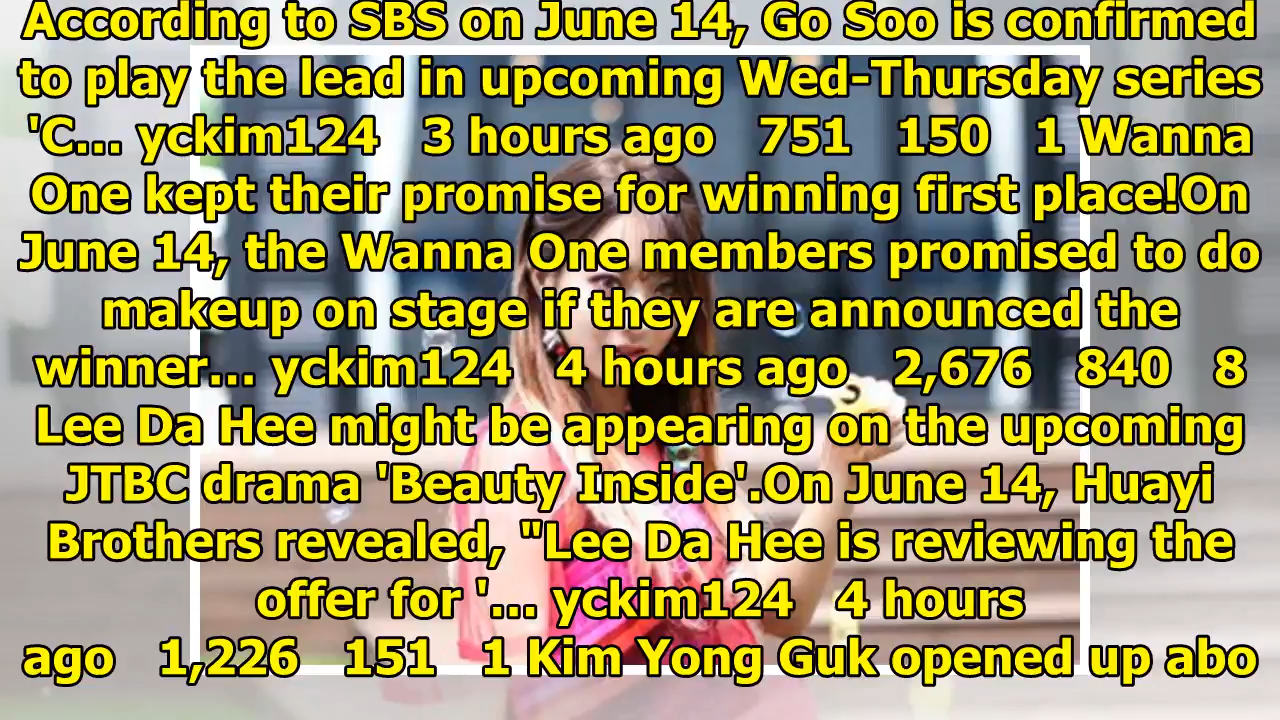 According to SBS on June 14, Go Soo is confirmed
to play the lead in upcoming Wed-Thursday series
'C... yckim124   3 hours ago   751   150   1 Wanna
One kept their promise for winning first place!On
June 14, the Wanna One members promised to do
makeup on stage if they are announced the
winner... yckim124   4 hours ago   2,676   840   8
Lee Da Hee might be appearing on the upcoming
JTBC drama 'Beauty Inside'.On June 14, Huayi
Brothers revealed, "Lee Da Hee is reviewing the
offer for '... yckim124   4 hours
ago   1,226   151   1 Kim Yong Guk opened up abo